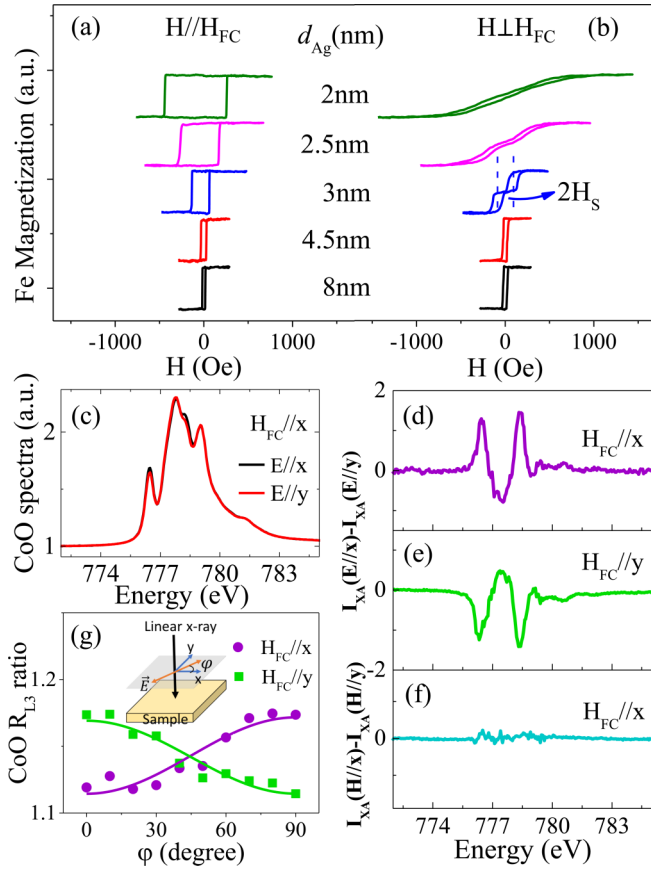 (a) H//H_FC d_Ag(nm) H⊥H_FC (b)
Fe Magnetization (a.u.)
2nm
2.5nm
3nm
2H_S
4.5nm
8nm
-1000 0 1000 -1000 0 1000
H (Oe) H (Oe)
(c)
CoO spectra (a.u.)
2
1
H_FC//x
E//x
E//y
774 777 780 783
Energy (eV)
(d)
I_XA(E//x)-I_XA(E//y)
2
0
H_FC//x
(e)
0
-2
H_FC//y
(f)
I_XA(H//x)-I_XA(H//y)
0
H_FC//x
774 777 780 783
Energy (eV)
(g)
CoO R_L3 ratio
1.2
1.1
Linear x-ray
y
φ
x
E⃗
Sample
H_FC//x
H_FC//y
0 30 60 90
φ (degree)